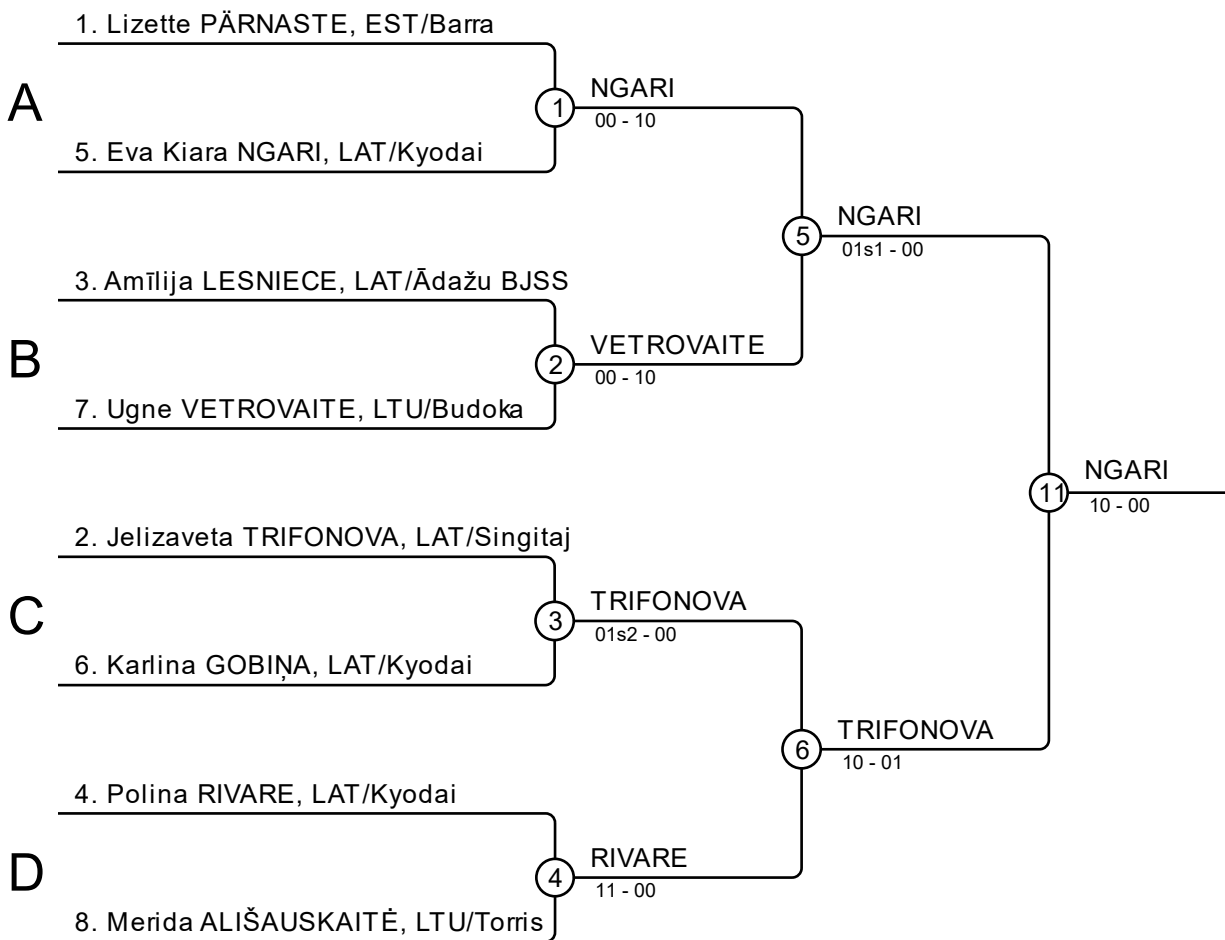 1. Lizette PÄRNASTE, EST/Barra
A
1
NGARI
00 - 10
5. Eva Kiara NGARI, LAT/Kyodai
5
NGARI
01s1 - 00
3. Amīlija LESNIECE, LAT/Ādažu BJSS
B
2
VETROVAITE
00 - 10
7. Ugne VETROVAITE, LTU/Budoka
11
NGARI
10 - 00
2. Jelizaveta TRIFONOVA, LAT/Singitaj
C
3
TRIFONOVA
01s2 - 00
6. Karlina GOBIŅA, LAT/Kyodai
6
TRIFONOVA
10 - 01
4. Polina RIVARE, LAT/Kyodai
D
4
RIVARE
11 - 00
8. Merida ALIŠAUSKAITĖ, LTU/Torris